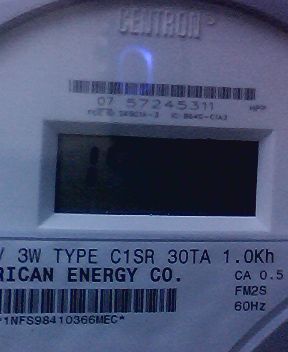 CENTRON
07 57245311
3W TYPE C1SR 30TA 1.0Kh
RICAN ENERGY CO.
CA 0.5
FM2S
60Hz
1NFS98410366MEC*